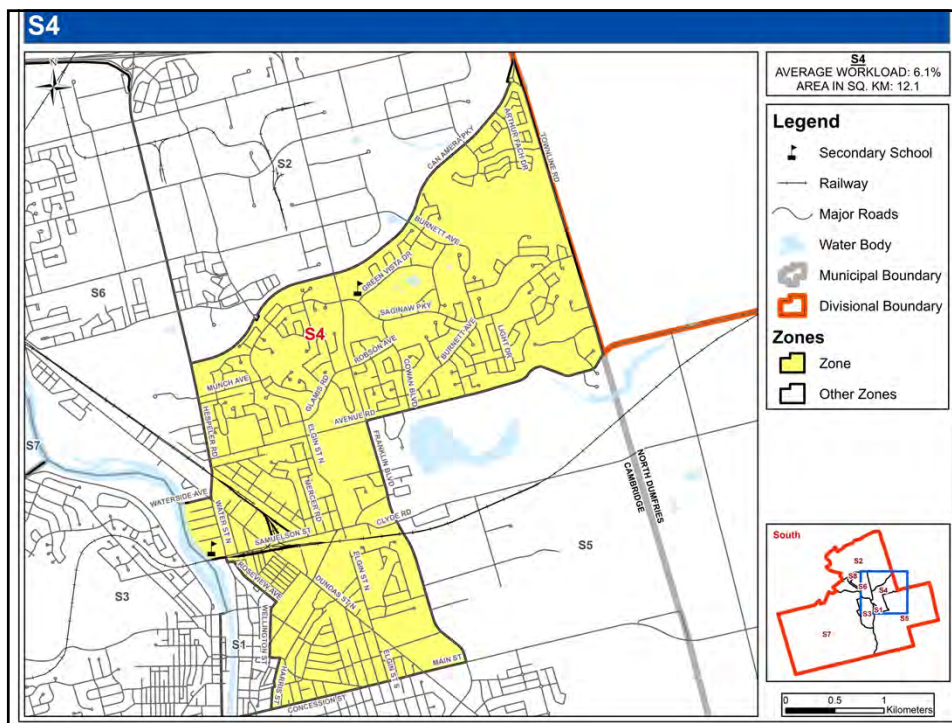 S4
S4
AVERAGE WORKLOAD: 6.1%
AREA IN SQ. KM: 12.1
Legend
Secondary School
Railway
Major Roads
Water Body
Municipal Boundary
Divisional Boundary
Zones
Zone
Other Zones
N
S2
CAN AMERA PKY
ARTHUR FACH DR
TOWNLINE RD
BURNETT AVE
GREEN VISTA DR
S6
SAGINAW PKY
S4
ROBSON AVE
BURNETT AVE
LIGHT DR
MUNCH AVE
GLAMIS RD
COWAN BLVD
HESPELER RD
AVENUE RD
ELGIN ST N
FRANKLIN BLVD
S7
WATERSIDE AVE
WATER ST N
MERCER RD
CLYDE RD
NORTH DUMFRIES
CAMBRIDGE
SAMUELSON ST
S5
ROSEVIEW AVE
DUNDAS ST N
ELGIN ST N
S3
S1
WELLINGTON ST
HARRIS ST
ELGIN ST S
MAIN ST
CONCESSION ST
South
S2
S8
S6
S4
S3
S1
S5
S7
0 0.5 1
Kilometers